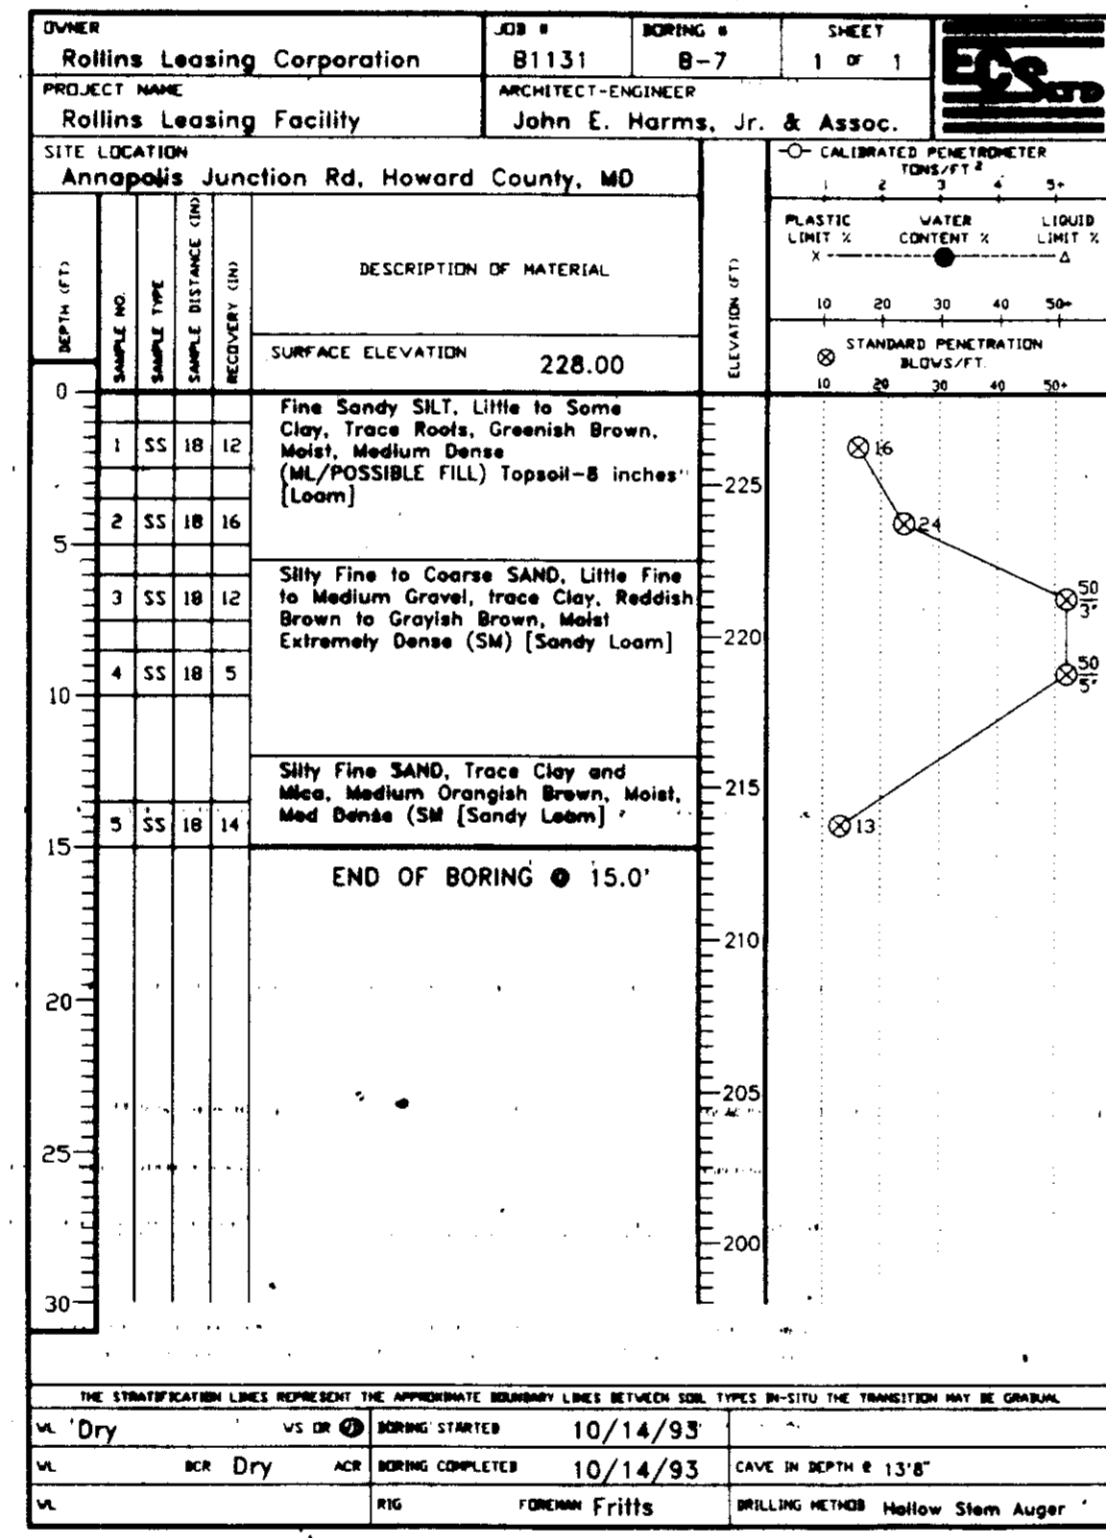 OWNER
Rollins Leasing Corporation
JOB #
B1131
BORING #
B-7
SHEET
1 OF 1
ECS LTD
PROJECT NAME
Rollins Leasing Facility
ARCHITECT-ENGINEER
John E. Harms, Jr. & Assoc.
SITE LOCATION
Annapolis Junction Rd, Howard County, MD
CALIBRATED PENETROMETER
TONS/FT²
1 2 3 4 5+
PLASTIC LIMIT %
WATER CONTENT %
LIQUID LIMIT %
10 20 30 40 50+
STANDARD PENETRATION
BLOWS/FT.
10 20 30 40 50+
DEPTH (FT)
SAMPLE NO.
SAMPLE TYPE
SAMPLE DISTANCE (IN)
RECOVERY (IN)
DESCRIPTION OF MATERIAL
SURFACE ELEVATION 228.00
ELEVATION (FT)
0
Fine Sandy SILT, Little to Some
Clay, Trace Roots, Greenish Brown,
1 SS 18 12
Moist, Medium Dense
16
(ML/POSSIBLE FILL) Topsoil- inches"
225
[Loam]
2 SS 18 16
24
5
Silty Fine to Coarse SAND, Little Fine
3 SS 18 12
to Medium Gravel, trace Clay, Reddish
50
3"
Brown to Grayish Brown, Moist
Extremely Dense (SM) [Sandy Loam]
220
4 SS 18 5
50
5"
10
Silty Fine SAND, Trace Clay and
Mica, Medium Orangish Brown, Moist,
215
Med Dense (SM [Sandy Loam]
5 SS 18 14
13
15
END OF BORING @ 15.0'
210
20
205
25
200
30
THE STRATIFICATION LINES REPRESENT THE APPROXIMATE BOUNDARY LINES BETWEEN SOIL TYPES IN-SITU THE TRANSITION MAY BE GRADUAL
WL Dry WS OR
BORING STARTED 10/14/93
WL BCR Dry ACR
BORING COMPLETED 10/14/93
CAVE IN DEPTH @ 13'8"
WL
RIG FOREMAN Fritts
DRILLING METHOD Hollow Stem Auger